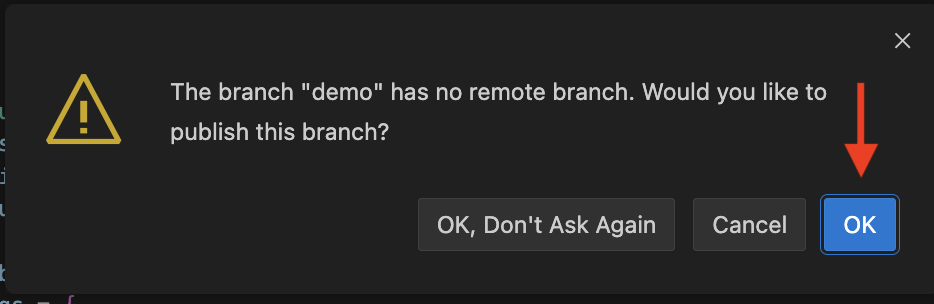 The branch "demo" has no remote branch. Would you like to
publish this branch?
OK, Don't Ask Again
Cancel
OK